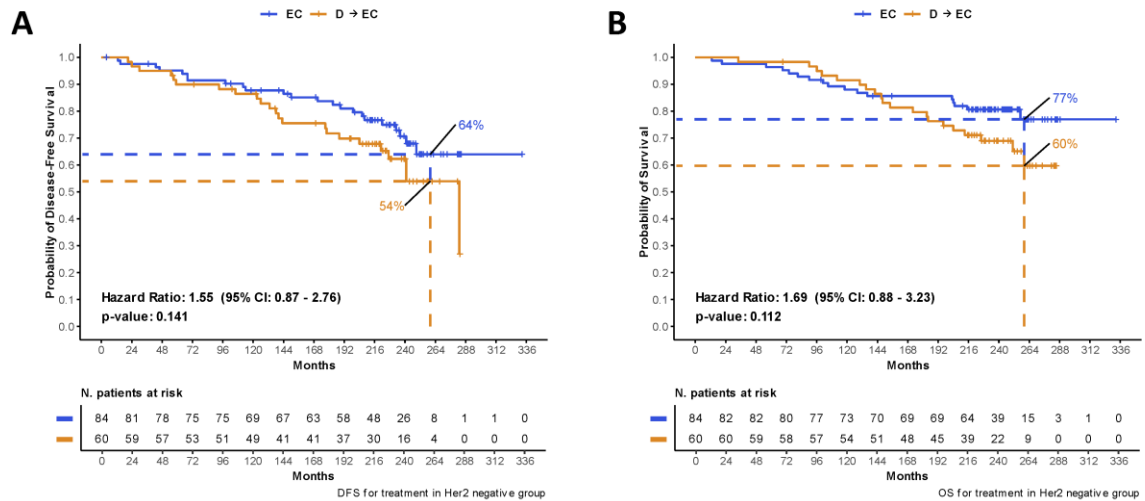 A
EC D → EC
Probability of Disease-Free Survival
1.0
0.9
0.8
0.7
0.6
0.5
0.4
0.3
0.2
0.1
0.0
64%
54%
Hazard Ratio: 1.55 (95% CI: 0.87 - 2.76)
p-value: 0.141
0 24 48 72 96 120 144 168 192 216 240 264 288 312 336
Months
N. patients at risk
84 81 78 75 75 69 67 63 58 48 26 8 1 1 0
60 59 57 53 51 49 41 41 37 30 16 4 0 0 0
0 24 48 72 96 120 144 168 192 216 240 264 288 312 336
Months
DFS for treatment in Her2 negative group
B
EC D → EC
Probability of Survival
1.0
0.9
0.8
0.7
0.6
0.5
0.4
0.3
0.2
0.1
0.0
77%
60%
Hazard Ratio: 1.69 (95% CI: 0.88 - 3.23)
p-value: 0.112
0 24 48 72 96 120 144 168 192 216 240 264 288 312 336
Months
N. patients at risk
84 82 82 80 77 73 70 69 69 64 39 15 3 1 0
60 60 59 58 57 54 51 48 45 39 22 9 0 0 0
0 24 48 72 96 120 144 168 192 216 240 264 288 312 336
Months
OS for treatment in Her2 negative group